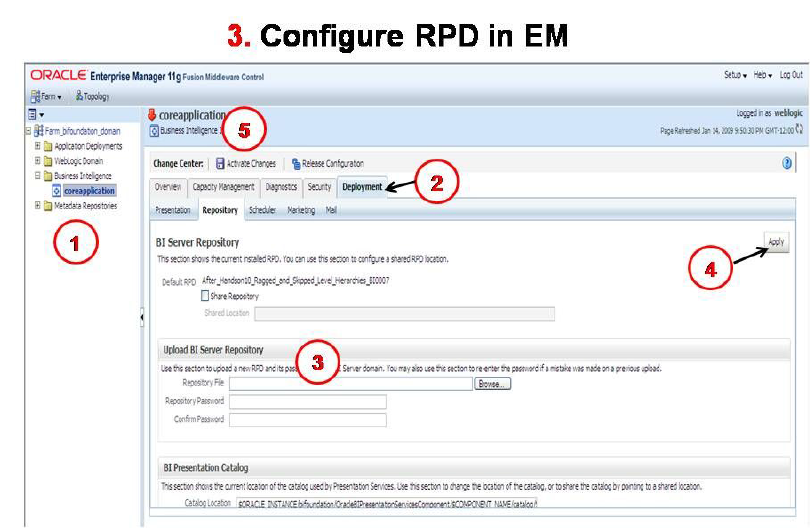 3. Configure RPD in EM
ORACLE Enterprise Manager 11g Fusion Middleware Control
Setup Help Log Out
Farm Topology
coreapplication
Logged in as weblogic
Business Intelligence
5
Page Refreshed Jan 14, 2009 9:50:30 PM GMT-12:00
Farm_bifoundation_domain
Application Deployments
WebLogic Domain
Business Intelligence
coreapplication
Metadata Repositories
1
Change Center: Activate Changes Release Configuration
Overview Capacity Management Diagnostics Security Deployment
2
Presentation Repository Scheduler Marketing Mail
BI Server Repository
Apply
4
This section shows the current installed RPD. You can use this section to configure a shared RPD location.
Default RPD After_Handson10_Ragged_and_Skipped_Level_Hierarchies_BI0007
Share Repository
Shared Location
Upload BI Server Repository
3
Use this section to upload a new RPD and its Server domain. You may also use this section to re-enter the password if a mistake was made on a previous upload.
Repository File Browse...
Repository Password
Confirm Password
BI Presentation Catalog
This section shows the current location of the catalog used by Presentation Services. Use this section to change the location of the catalog, or to share the catalog by pointing to a shared location.
Catalog Location $ORACLE_INSTANCE/bifoundation/OracleBIPresentationServicesComponent/$COMPONENT_NAME/catalog/